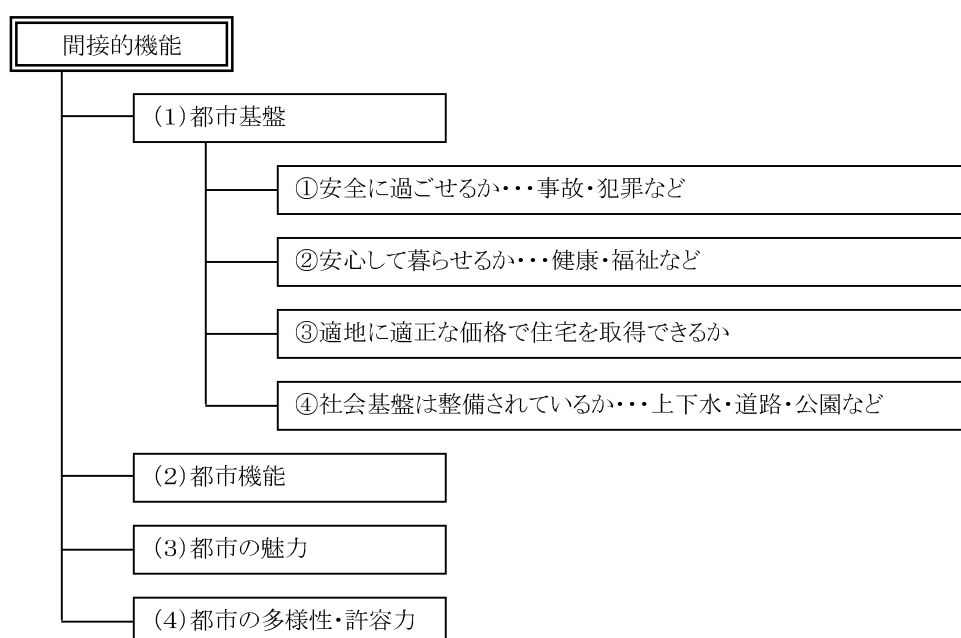 間接的機能
(1)都市基盤
①安全に過ごせるか・・・事故・犯罪など
②安心して暮らせるか・・・健康・福祉など
③適地に適正な価格で住宅を取得できるか
④社会基盤は整備されているか・・・上下水・道路・公園など
(2)都市機能
(3)都市の魅力
(4)都市の多様性・許容力